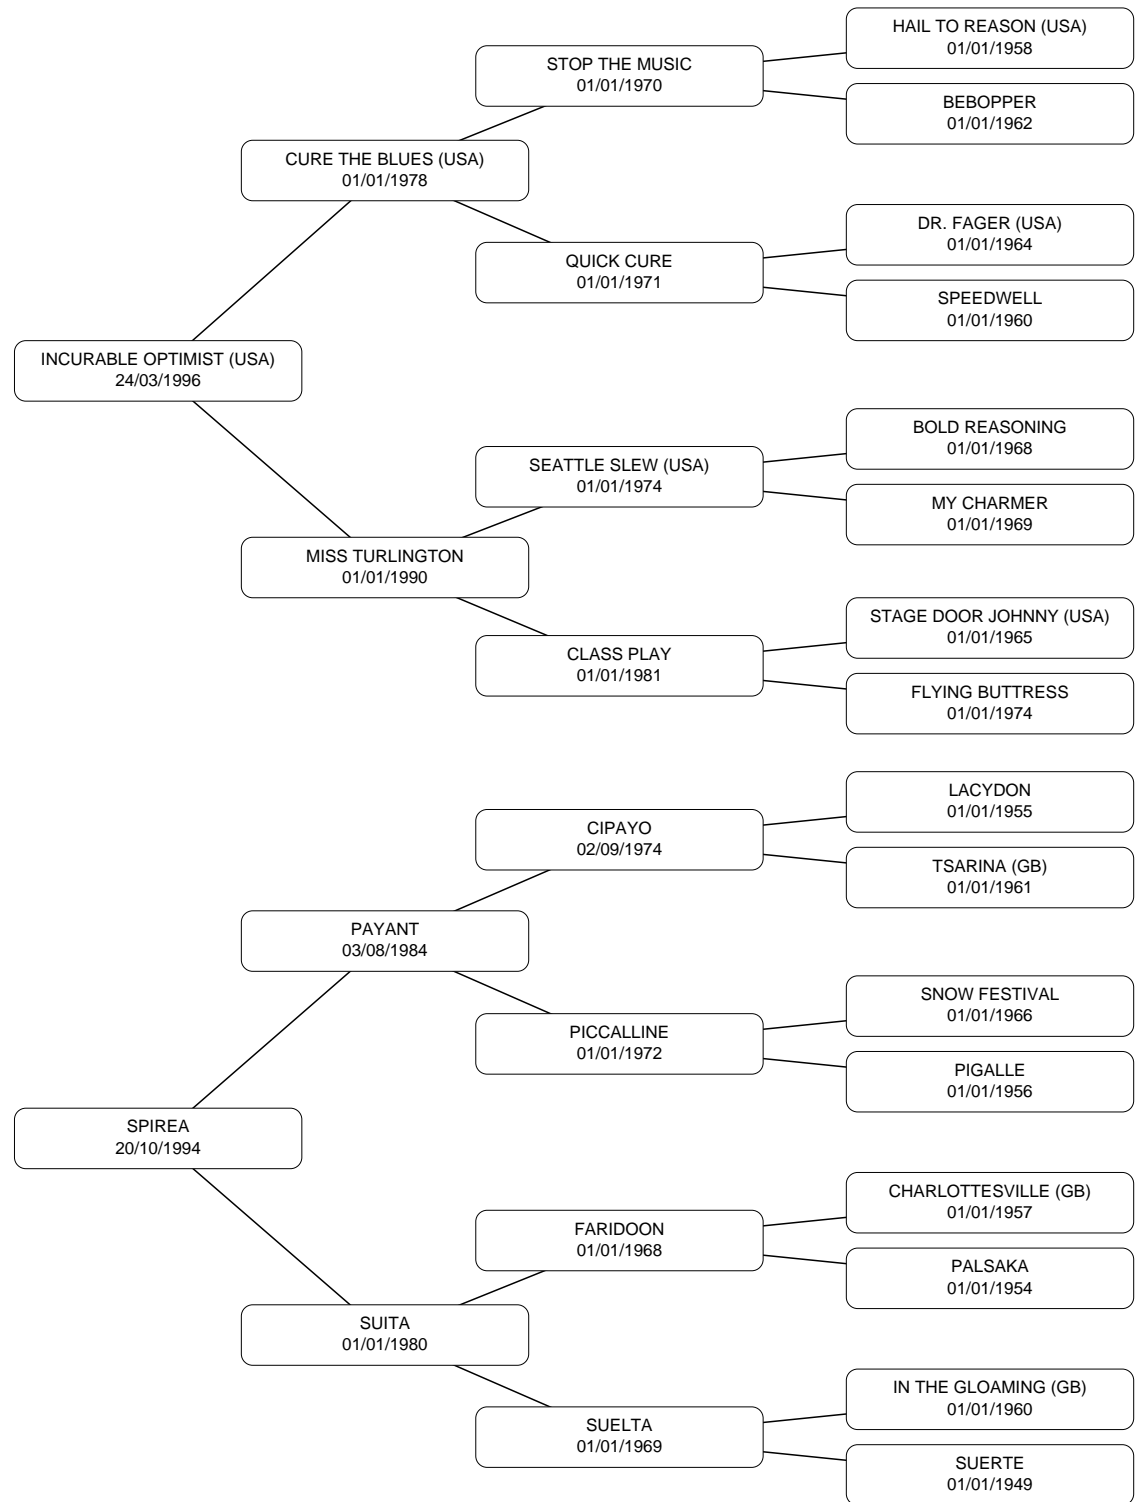 HAIL TO REASON (USA)
01/01/1958
STOP THE MUSIC
01/01/1970
BEBOPPER
01/01/1962
CURE THE BLUES (USA)
01/01/1978
DR. FAGER (USA)
01/01/1964
QUICK CURE
01/01/1971
SPEEDWELL
01/01/1960
INCURABLE OPTIMIST (USA)
24/03/1996
BOLD REASONING
01/01/1968
SEATTLE SLEW (USA)
01/01/1974
MY CHARMER
01/01/1969
MISS TURLINGTON
01/01/1990
STAGE DOOR JOHNNY (USA)
01/01/1965
CLASS PLAY
01/01/1981
FLYING BUTTRESS
01/01/1974
LACYDON
01/01/1955
CIPAYO
02/09/1974
TSARINA (GB)
01/01/1961
PAYANT
03/08/1984
SNOW FESTIVAL
01/01/1966
PICCALLINE
01/01/1972
PIGALLE
01/01/1956
SPIREA
20/10/1994
CHARLOTTESVILLE (GB)
01/01/1957
FARIDOON
01/01/1968
PALSAKA
01/01/1954
SUITA
01/01/1980
IN THE GLOAMING (GB)
01/01/1960
SUELTA
01/01/1969
SUERTE
01/01/1949